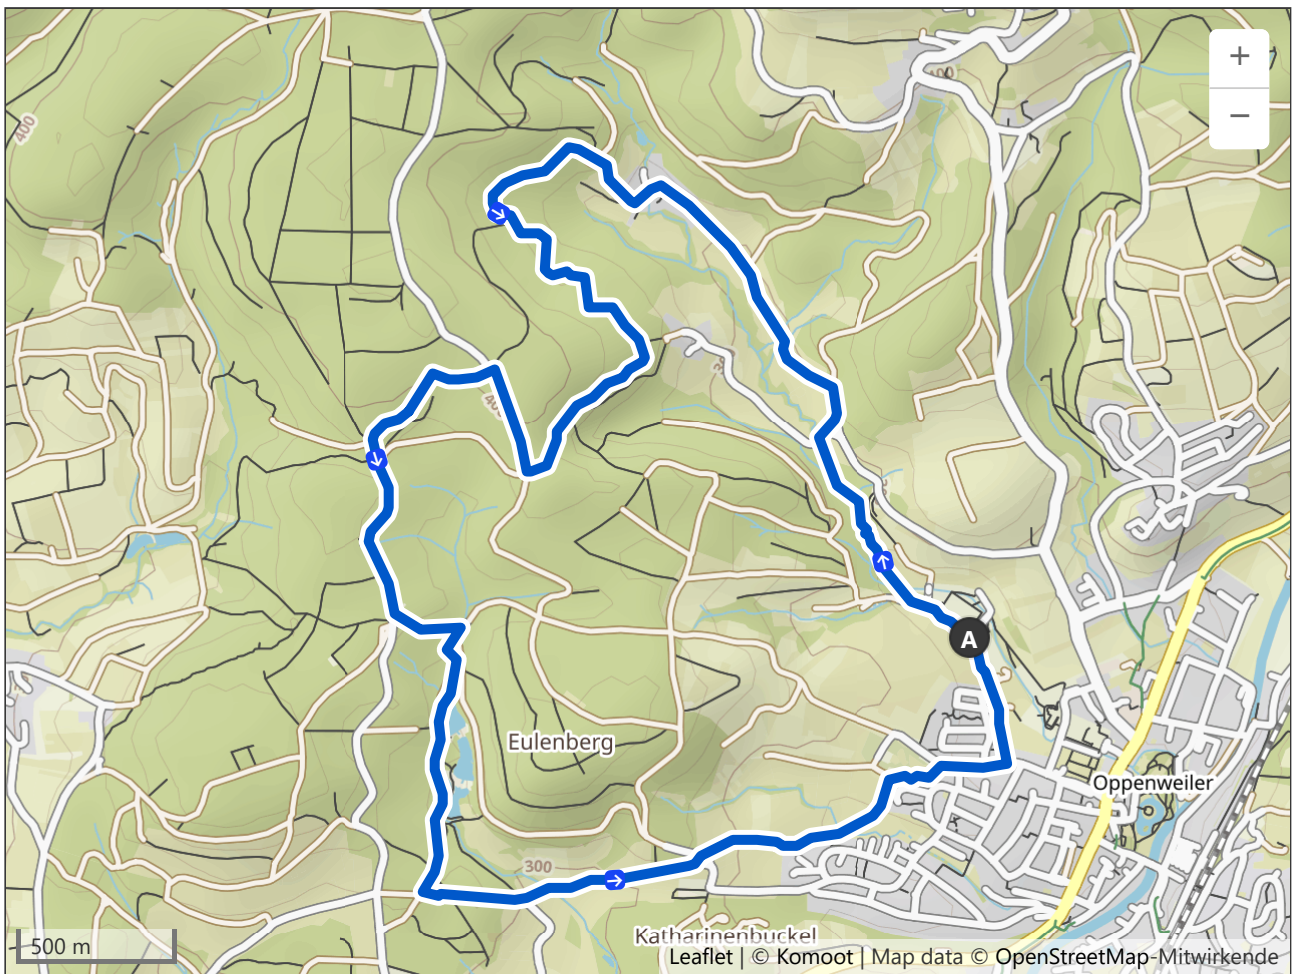 +
−
400
400
400
A
Eulenberg
Oppenweiler
300
Katharinenbuckel
500 m
Leaflet | © Komoot | Map data © OpenStreetMap-Mitwirkende